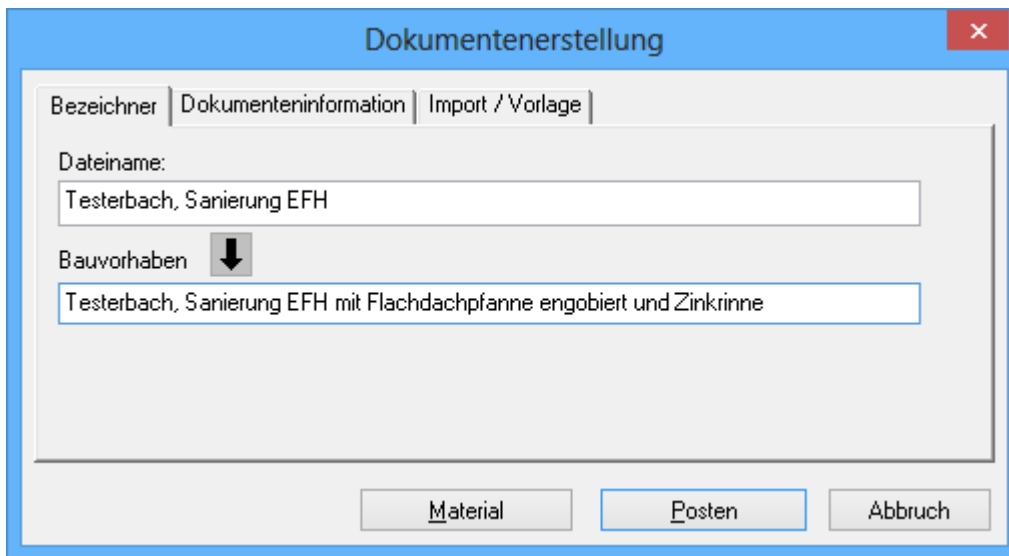 Dokumentenerstellung
Bezeichner Dokumenteninformation Import / Vorlage
Dateiname:
Testerbach, Sanierung EFH
Bauvorhaben
Testerbach, Sanierung EFH mit Flachdachpfanne engobiert und Zinkrinne
Material Posten Abbruch